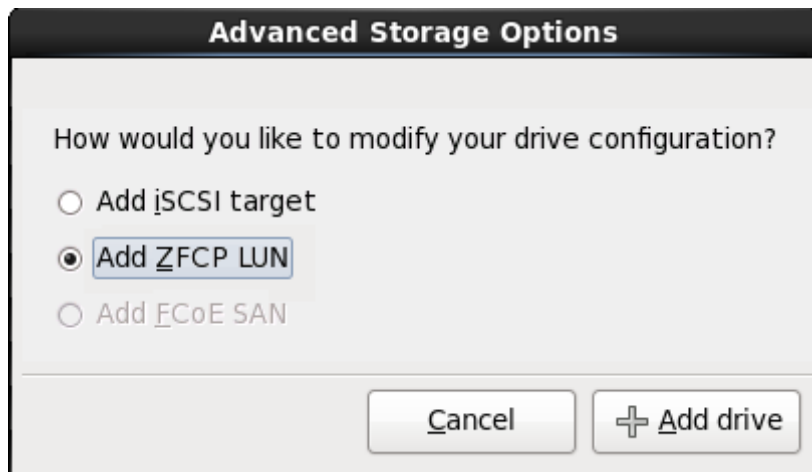 Advanced Storage Options
How would you like to modify your drive configuration?
Add iSCSI target
Add ZFCP LUN
Add FCoE SAN
Cancel
Add drive